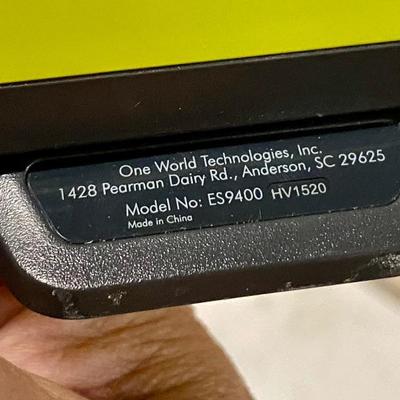 One World Technologies, Inc.
1428 Pearman Dairy Rd., Anderson, SC 29625
Model No: ES9400 HV1520
Made in China